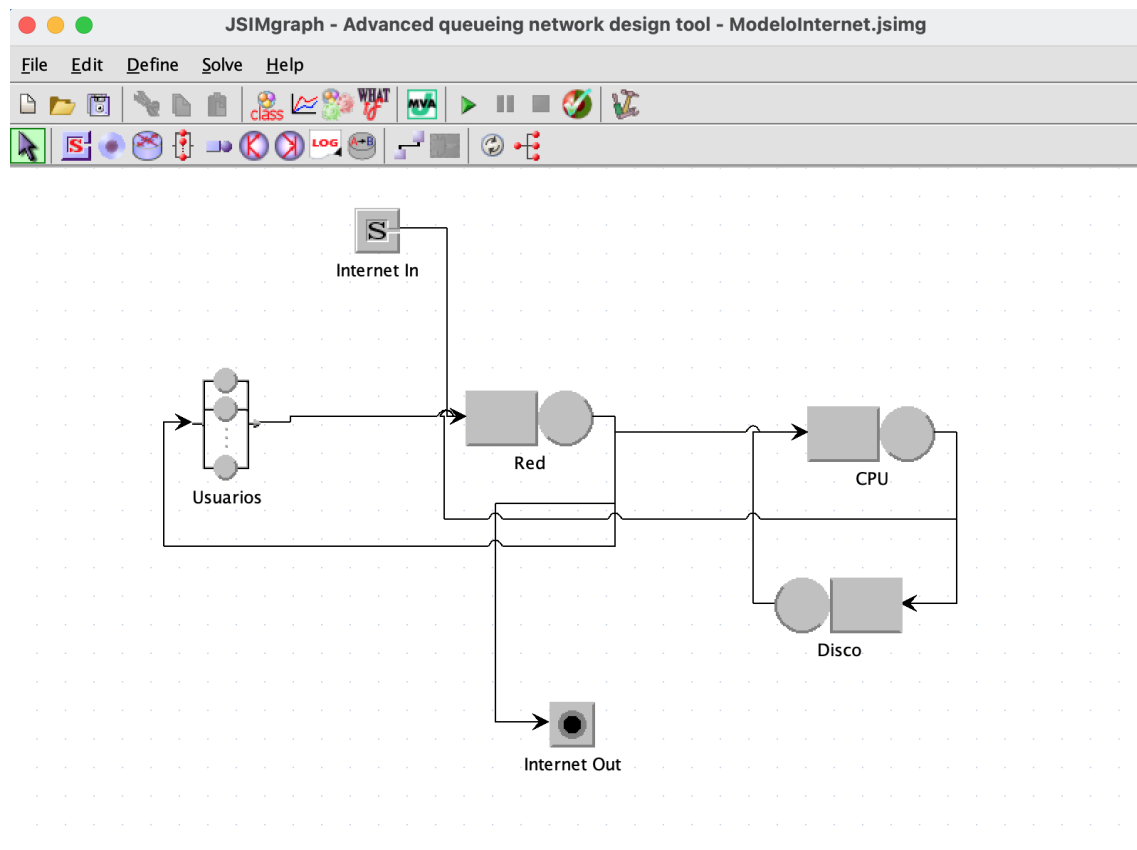 JSIMgraph - Advanced queueing network design tool - ModeloInternet.jsimg
File Edit Define Solve Help
class WHAT IF MVA
S LOG A→B
S
Internet In
Usuarios
Red
CPU
Disco
Internet Out